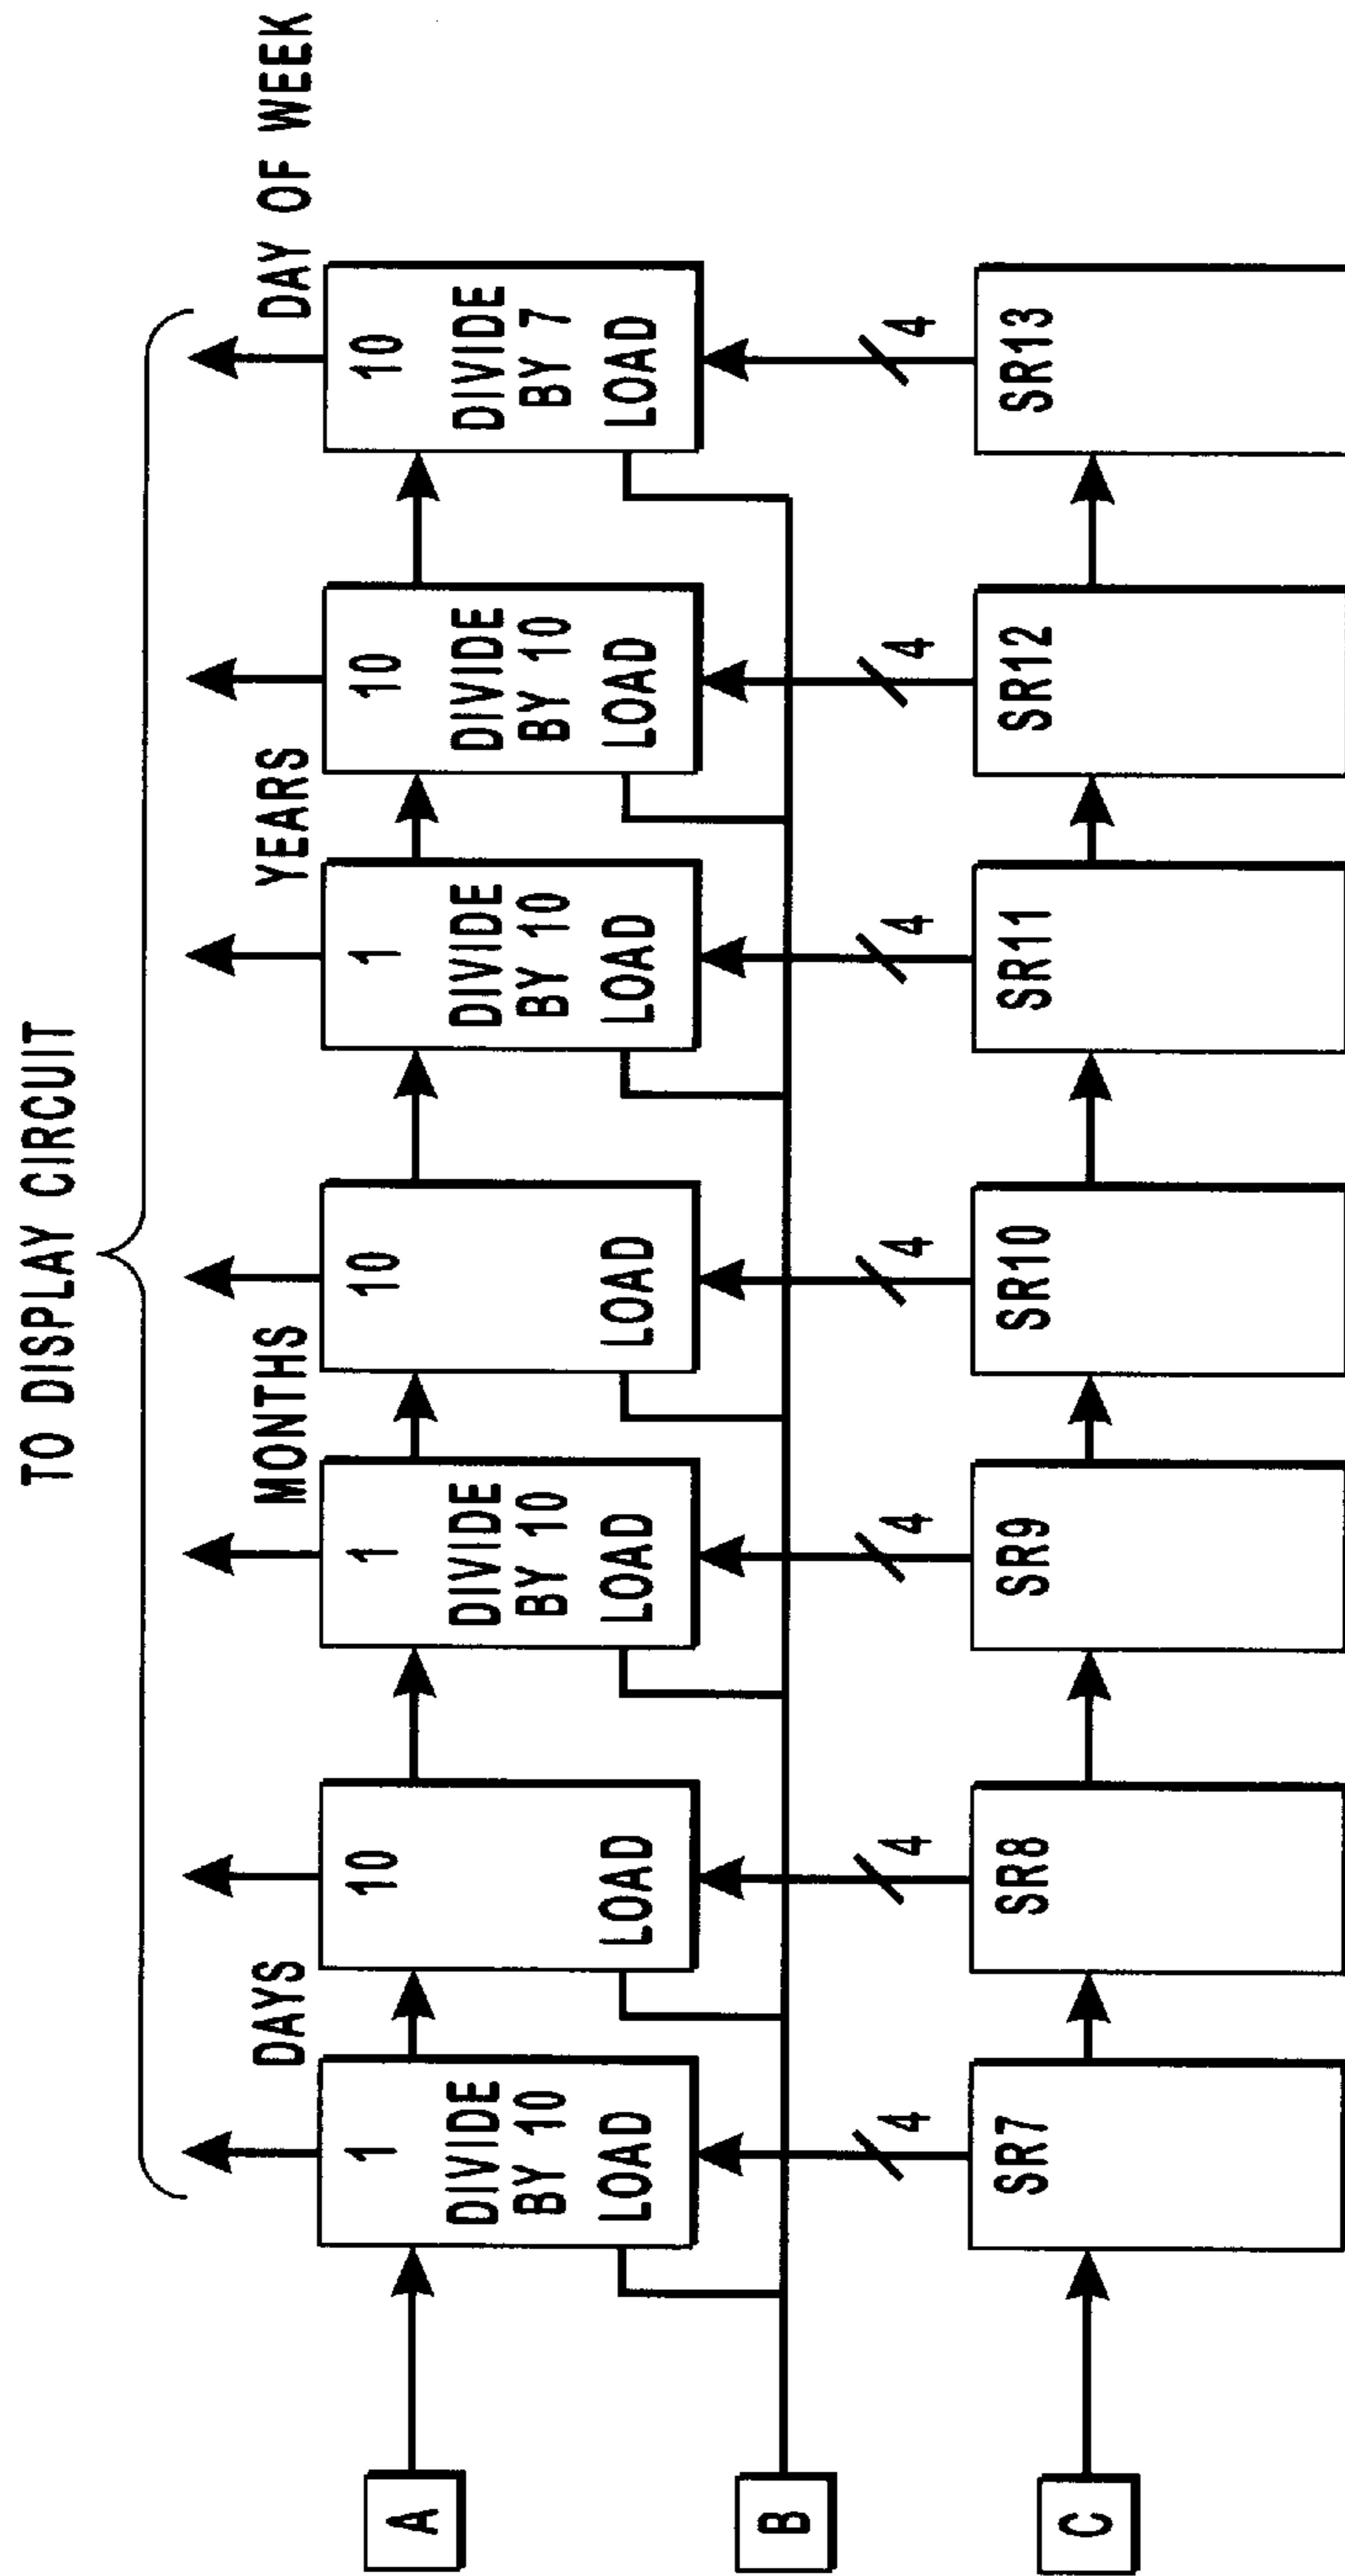 TO DISPLAY CIRCUIT
DAYS
MONTHS
YEARS
DAY OF WEEK
A
1
DIVIDE
BY 10
LOAD
10
LOAD
1
DIVIDE
BY 10
LOAD
10
LOAD
1
DIVIDE
BY 10
LOAD
10
DIVIDE
BY 10
LOAD
10
DIVIDE
BY 7
LOAD
B
4
4
4
4
4
4
4
C
SR7
SR8
SR9
SR10
SR11
SR12
SR13